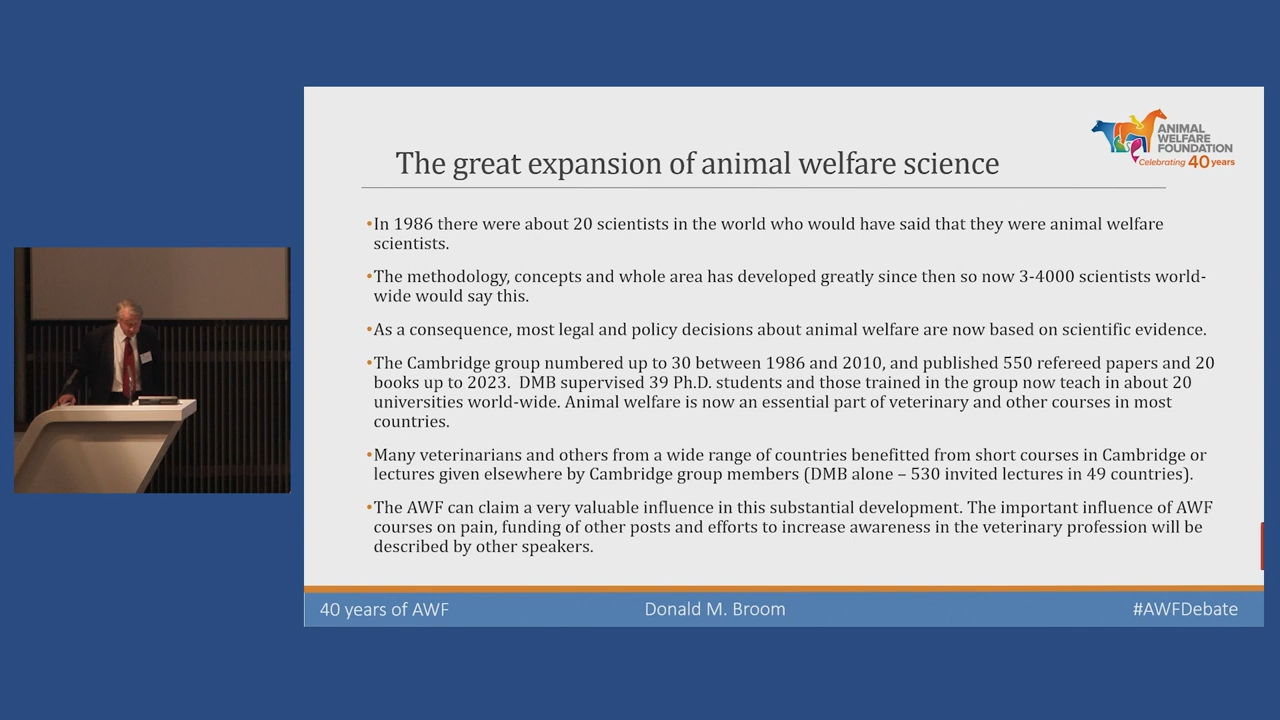 ANIMAL
WELFARE
FOUNDATION
Celebrating 40 years
The great expansion of animal welfare science
•In 1986 there were about 20 scientists in the world who would have said that they were animal welfare
scientists.
•The methodology, concepts and whole area has developed greatly since then so now 3-4000 scientists world-
wide would say this.
•As a consequence, most legal and policy decisions about animal welfare are now based on scientific evidence.
•The Cambridge group numbered up to 30 between 1986 and 2010, and published 550 refereed papers and 20
books up to 2023. DMB supervised 39 Ph.D. students and those trained in the group now teach in about 20
universities world-wide. Animal welfare is now an essential part of veterinary and other courses in most
countries.
•Many veterinarians and others from a wide range of countries benefitted from short courses in Cambridge or
lectures given elsewhere by Cambridge group members (DMB alone – 530 invited lectures in 49 countries).
•The AWF can claim a very valuable influence in this substantial development. The important influence of AWF
courses on pain, funding of other posts and efforts to increase awareness in the veterinary profession will be
described by other speakers.
40 years of AWF
Donald M. Broom
#AWFDebate